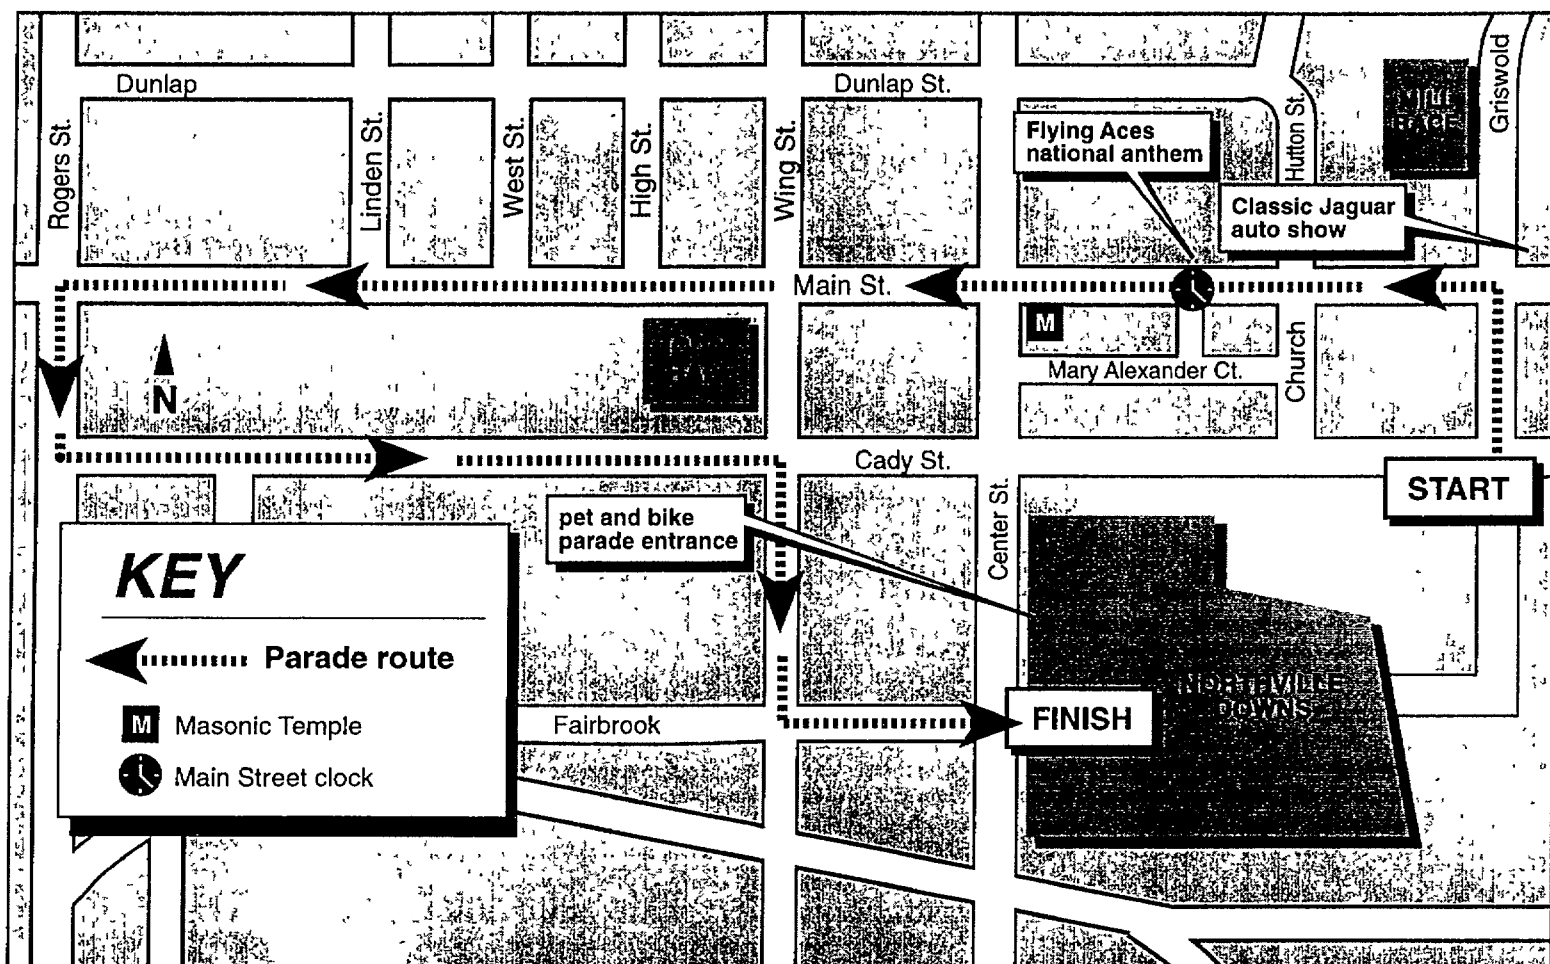 Dunlap
Dunlap St.
Rogers St.
Linden St.
West St.
High St.
Wing St.
Hutton St.
Griswold
MILL
RACE
Flying Aces
national anthem
Classic Jaguar
auto show
Main St.
M
Mary Alexander Ct.
Church
N
Cady St.
START
pet and bike
parade entrance
Center St.
KEY
Parade route
M Masonic Temple
Main Street clock
Fairbrook
FINISH
NORTHVILLE
DOWNS